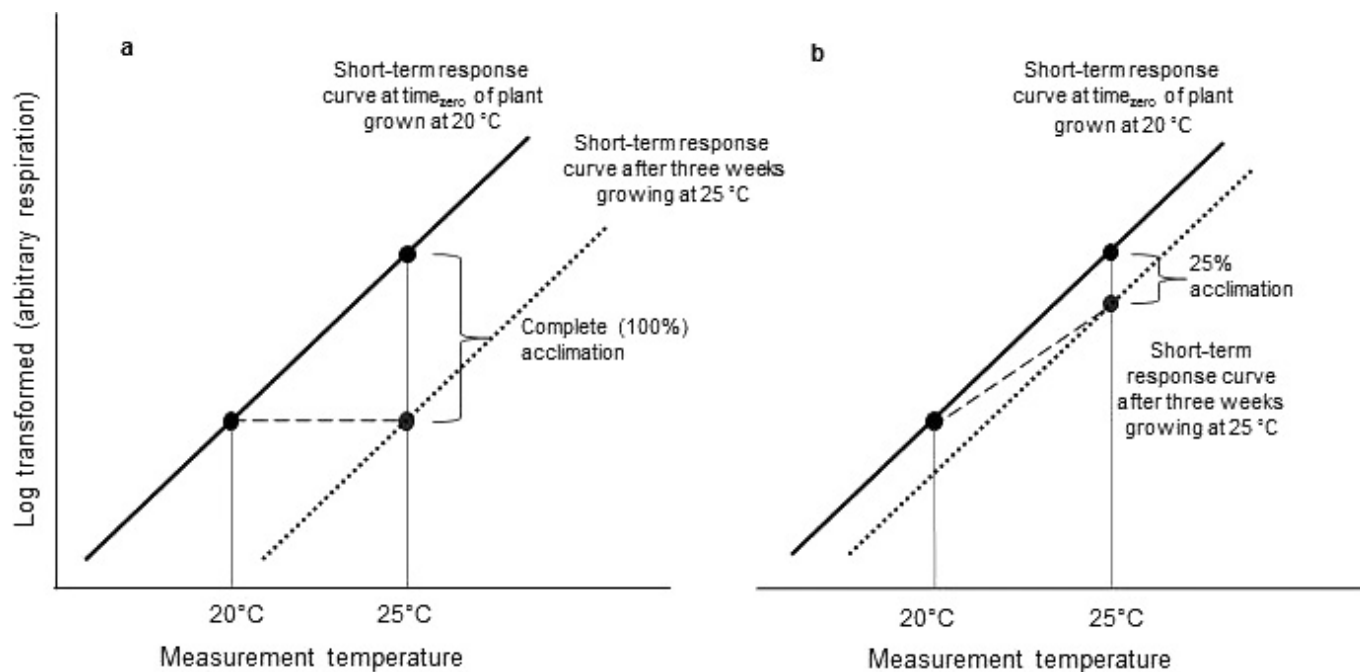 a
Short-term response
curve at time_zero of plant
grown at 20 °C
Short-term response
curve after three weeks
growing at 25 °C
Complete (100%)
acclimation
Log transformed (arbitrary respiration)
20°C
25°C
Measurement temperature
b
Short-term response
curve at time_zero of plant
grown at 20 °C
25%
acclimation
Short-term
response curve
after three weeks
growing at 25 °C
20°C
25°C
Measurement temperature